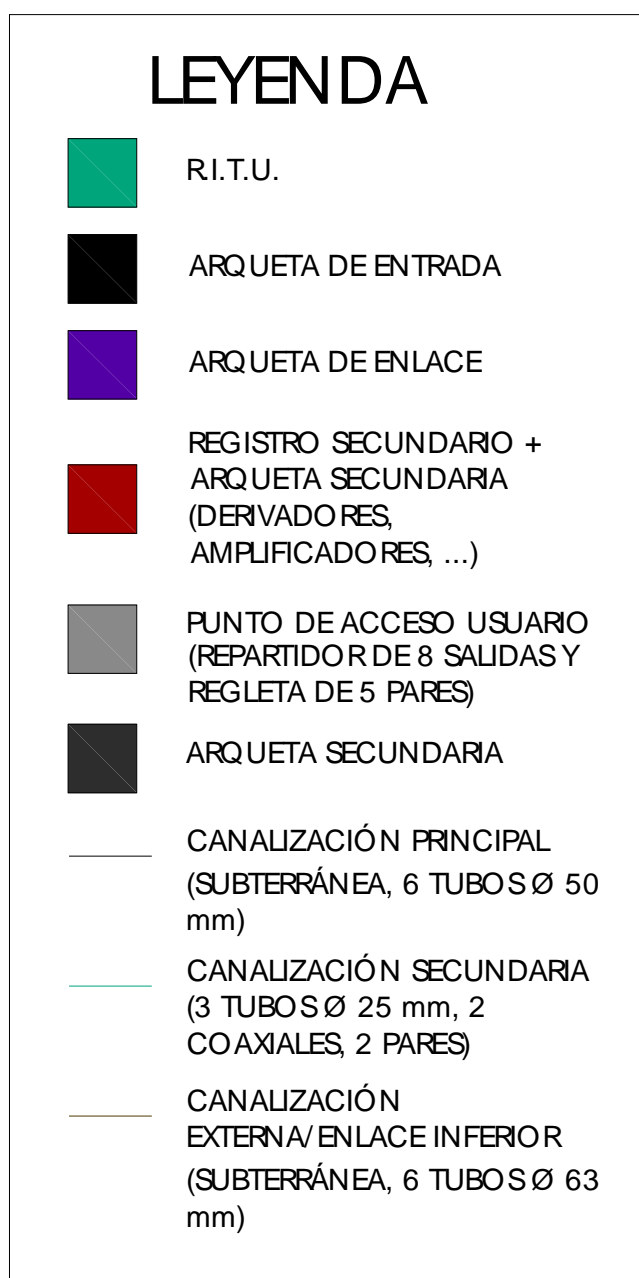 LEYENDA
R.I.T.U.
ARQUETA DE ENTRADA
ARQUETA DE ENLACE
REGISTRO SECUNDARIO +
ARQUETA SECUNDARIA
(DERIVADORES,
AMPLIFICADORES, ...)
PUNTO DE ACCESO USUARIO
(REPARTIDOR DE 8 SALIDAS Y
REGLETA DE 5 PARES)
ARQUETA SECUNDARIA
CANALIZACIÓN PRINCIPAL
(SUBTERRÁNEA, 6 TUBOS Ø 50
mm)
CANALIZACIÓN SECUNDARIA
(3 TUBOS Ø 25 mm, 2
COAXIALES, 2 PARES)
CANALIZACIÓN
EXTERNA/ENLACE INFERIOR
(SUBTERRÁNEA, 6 TUBOS Ø 63
mm)